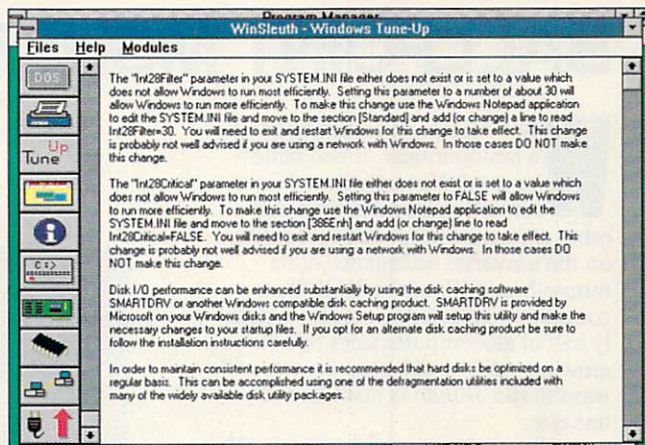 Program Manager
WinSleuth - Windows Tune-Up
Files Help Modules
DOS
Up
Tune
C:>
The "Int28Filter" parameter in your SYSTEM.INI file either does not exist or is set to a value which
does not allow Windows to run most efficiently. Setting this parameter to a number of about 30 will
allow Windows to run more efficiently. To make this change use the Windows Notepad application
to edit the SYSTEM.INI file and move to the section [Standard] and add (or change) a line to read
Int28Filter=30. You will need to exit and restart Windows for this change to take effect. This change
is probably not well advised if you are using a network with Windows. In those cases DO NOT make
this change.
The "Int28Critical" parameter in your SYSTEM.INI file either does not exist or is set to a value which
does not allow Windows to run most efficiently. Setting this parameter to FALSE will allow Windows
to run more efficiently. To make this change use the Windows Notepad application to edit the
SYSTEM.INI file and move to the section [386Enh] and add (or change) line to read
Int28Critical=FALSE. You will need to exit and restart Windows for this change to take effect. This
change is probably not well advised if you are using a network with Windows. In those cases DO
NOT make this change.
Disk I/O performance can be enhanced substantially by using the disk caching software
SMARTDRV or another Windows compatible disk caching product. SMARTDRV is provided by
Microsoft on your Windows disks and the Windows Setup program will setup this utility and make the
necessary changes to your startup files. If you opt for an alternate disk caching product be sure to
follow the installation instructions carefully.
In order to maintain consistent performance it is recommended that hard disks be optimized on a
regular basis. This can be accomplished using one of the defragmentation utilities included with
many of the widely available disk utility packages.